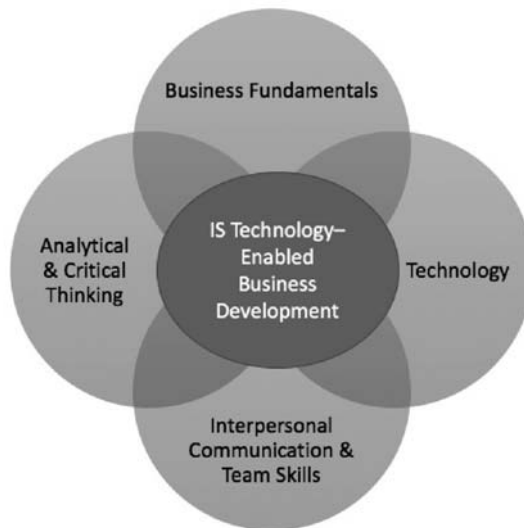 Business Fundamentals
IS Technology–
Enabled
Business
Development
Analytical
& Critical
Thinking
Technology
Interpersonal
Communication &
Team Skills